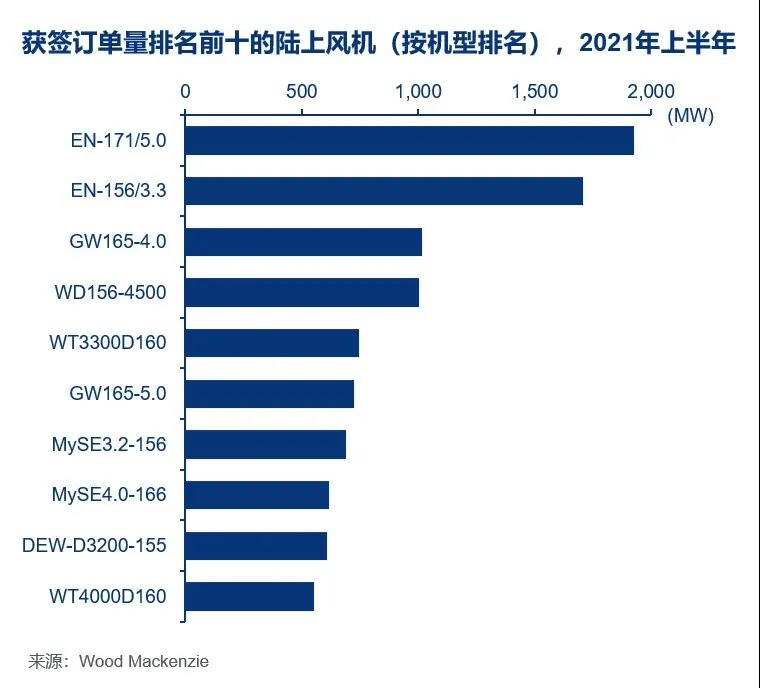 获签订单量排名前十的陆上风机（按机型排名），2021年上半年
0 500 1,000 1,500 2,000
(MW)
EN-171/5.0
EN-156/3.3
GW165-4.0
WD156-4500
WT3300D160
GW165-5.0
MySE3.2-156
MySE4.0-166
DEW-D3200-155
WT4000D160
来源：Wood Mackenzie